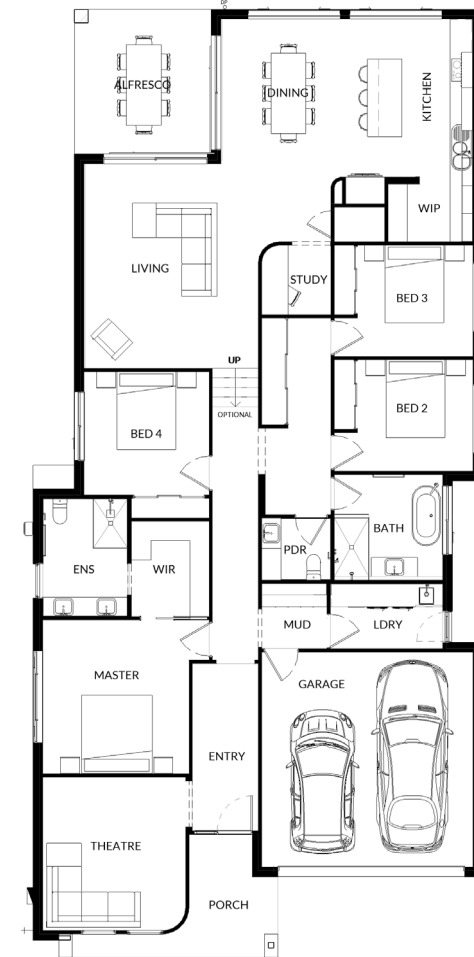 ALFRESCO
DINING
KITCHEN
WIP
LIVING
STUDY
BED 3
UP
OPTIONAL
BED 4
BED 2
BATH
PDR
ENS
WIR
MUD
LDRY
MASTER
GARAGE
ENTRY
THEATRE
PORCH